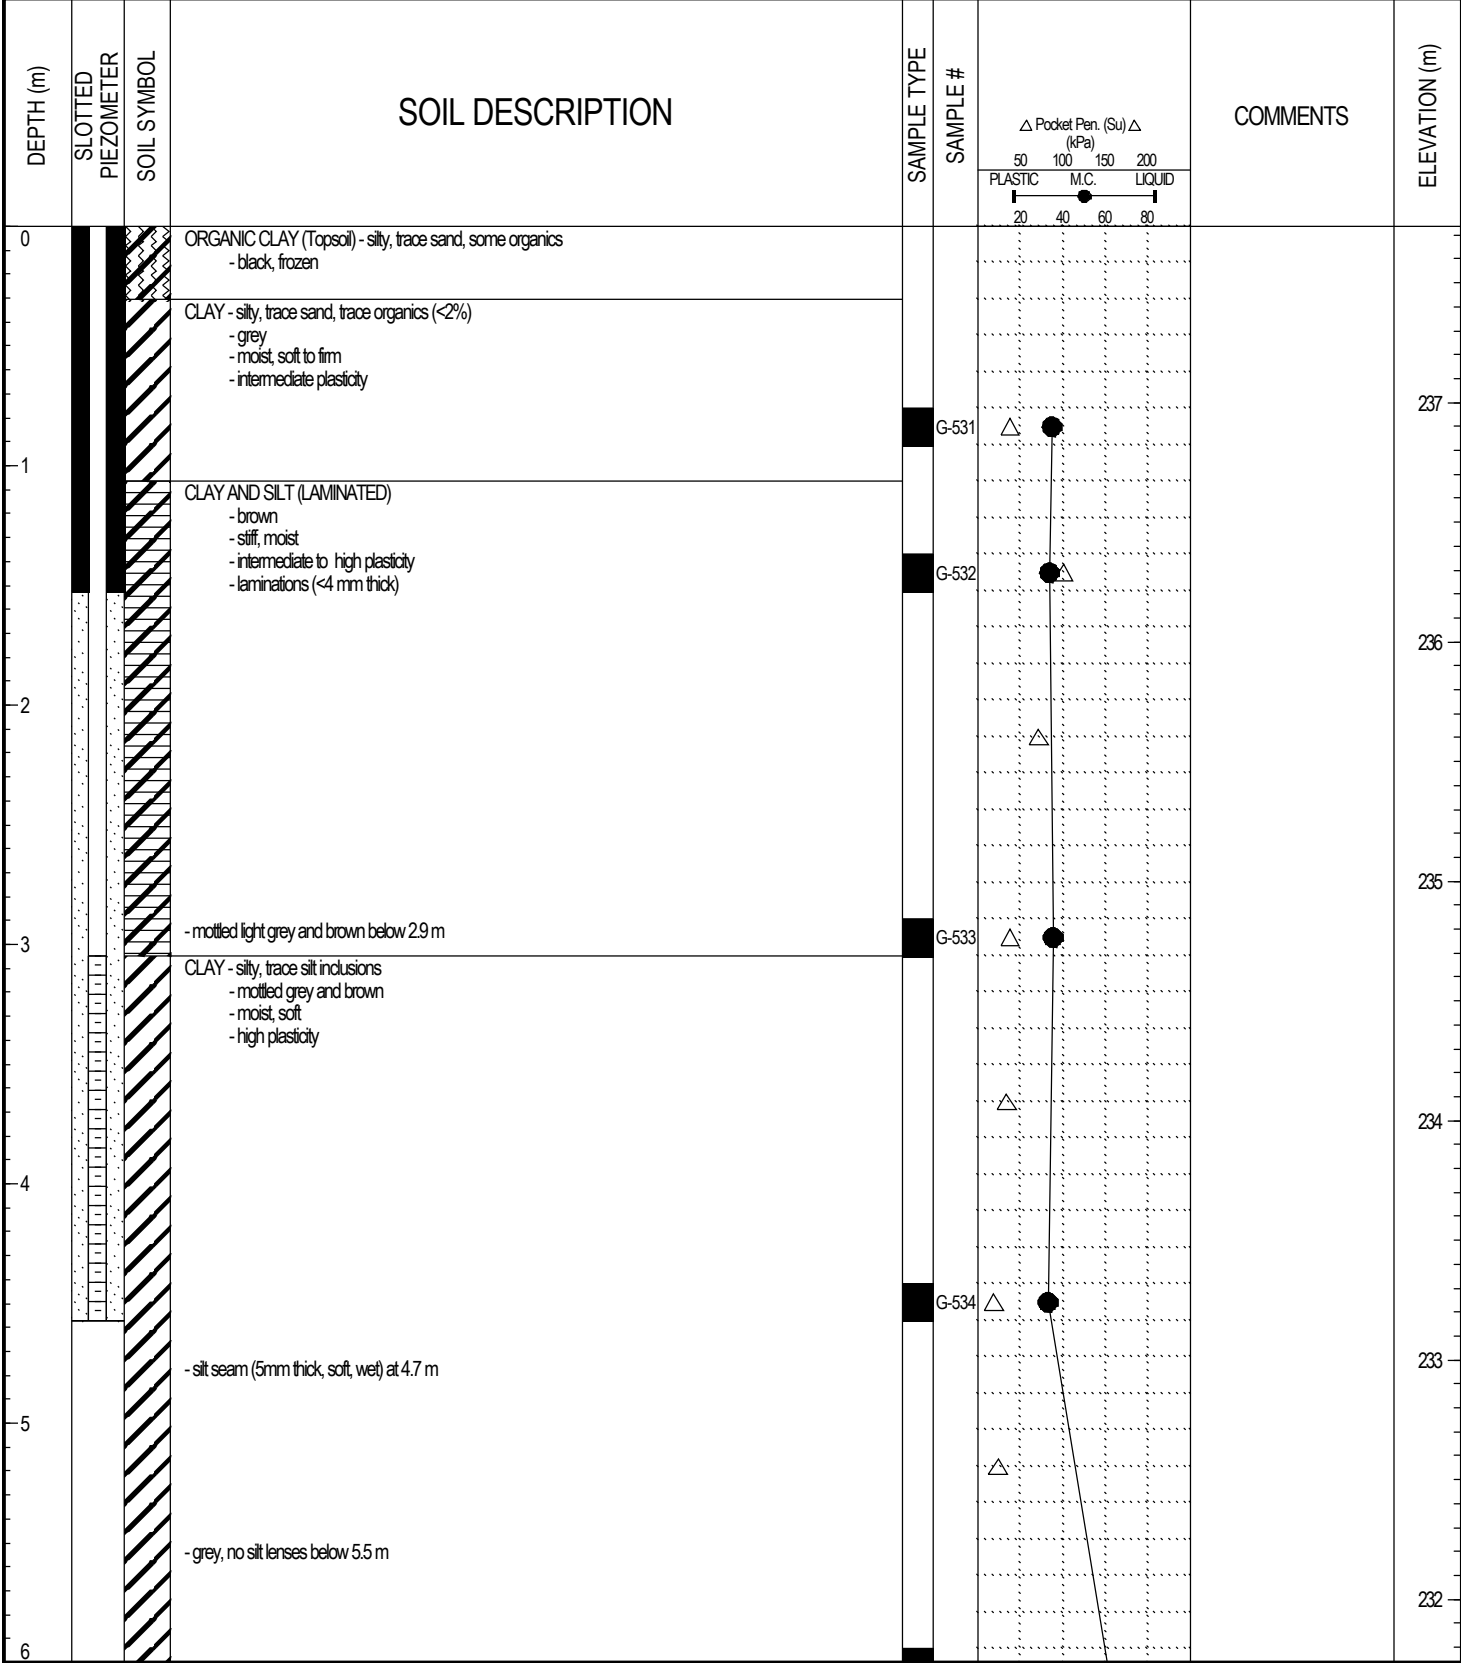 DEPTH (m)
SLOTTED
PIEZOMETER
SOIL SYMBOL
SOIL DESCRIPTION
SAMPLE TYPE
SAMPLE #
△ Pocket Pen. (Su) △
(kPa)
50 100 150 200
PLASTIC M.C. LIQUID
20 40 60 80
COMMENTS
ELEVATION (m)
0
ORGANIC CLAY (Topsoil) - silty, trace sand, some organics
- black, frozen
CLAY - silty, trace sand, trace organics (<2%)
- grey
- moist, soft to firm
- intermediate plasticity
237
G-531
1
CLAY AND SILT (LAMINATED)
- brown
- stiff, moist
- intermediate to high plasticity
- laminations (<4 mm thick)
G-532
236
2
235
- mottled light grey and brown below 2.9 m
G-533
3
CLAY - silty, trace silt inclusions
- mottled grey and brown
- moist, soft
- high plasticity
234
4
G-534
233
- silt seam (5mm thick, soft, wet) at 4.7 m
5
- grey, no silt lenses below 5.5 m
232
6